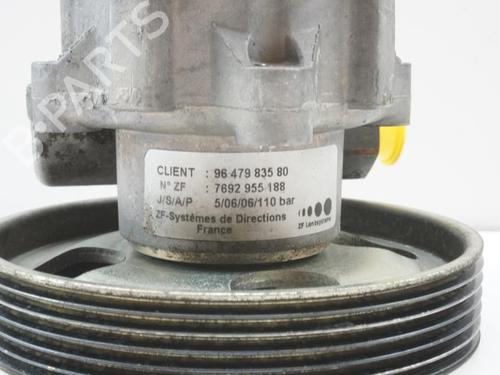 B-PARTS
CLIENT : 96 479 835 80
N° ZF : 7692 955 188
J/S/A/P 5/06/06/110 bar
ZF-Systémes de Directions
France
ZF Lenksysteme